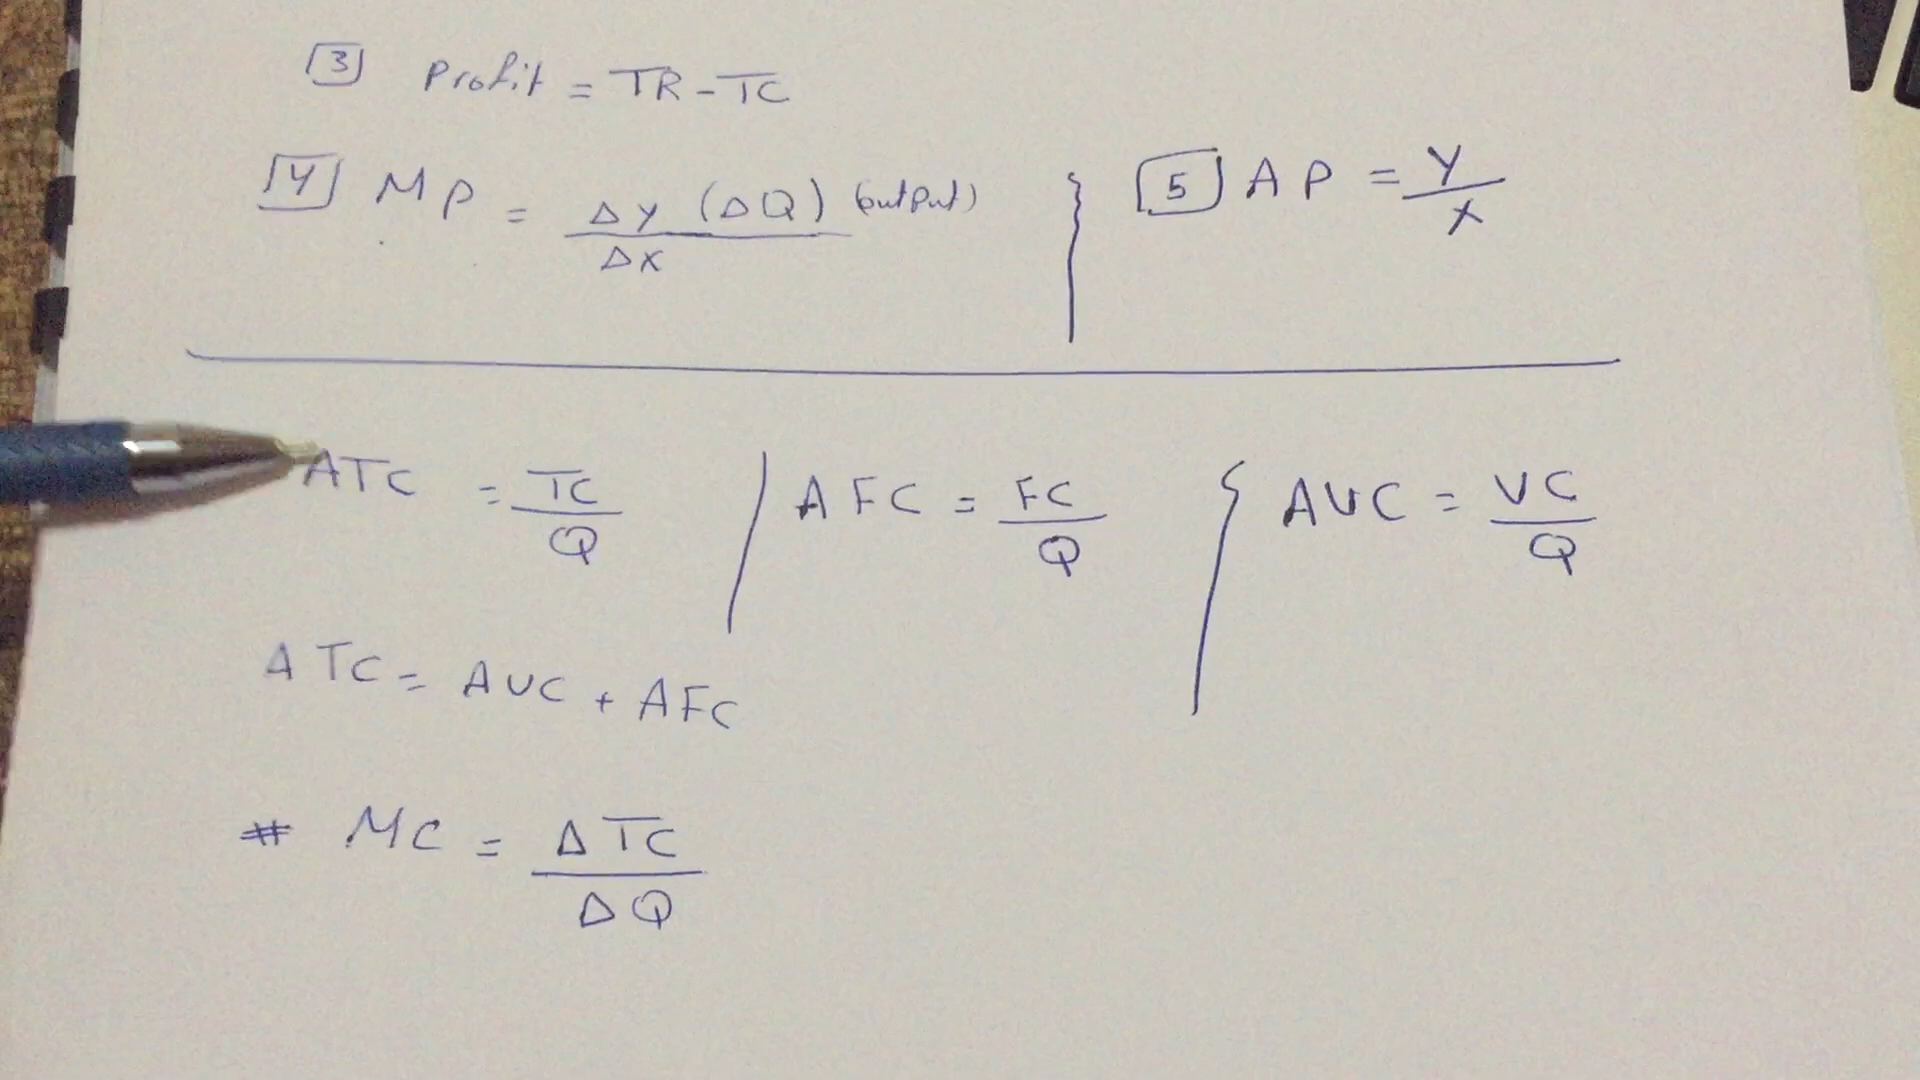 3 Profit = TR - TC
4 MP = ΔY (ΔQ) (output) / ΔX
5 AP = Y / X
ATC = TC / Q
AFC = FC / Q
AVC = VC / Q
ATC = AVC + AFC
# MC = ΔTC / ΔQ